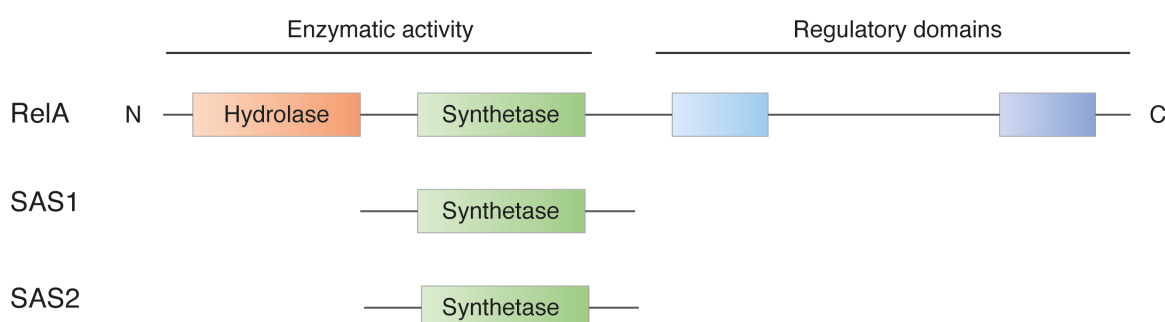 Enzymatic activity Regulatory domains
RelA N Hydrolase Synthetase C
SAS1 Synthetase
SAS2 Synthetase